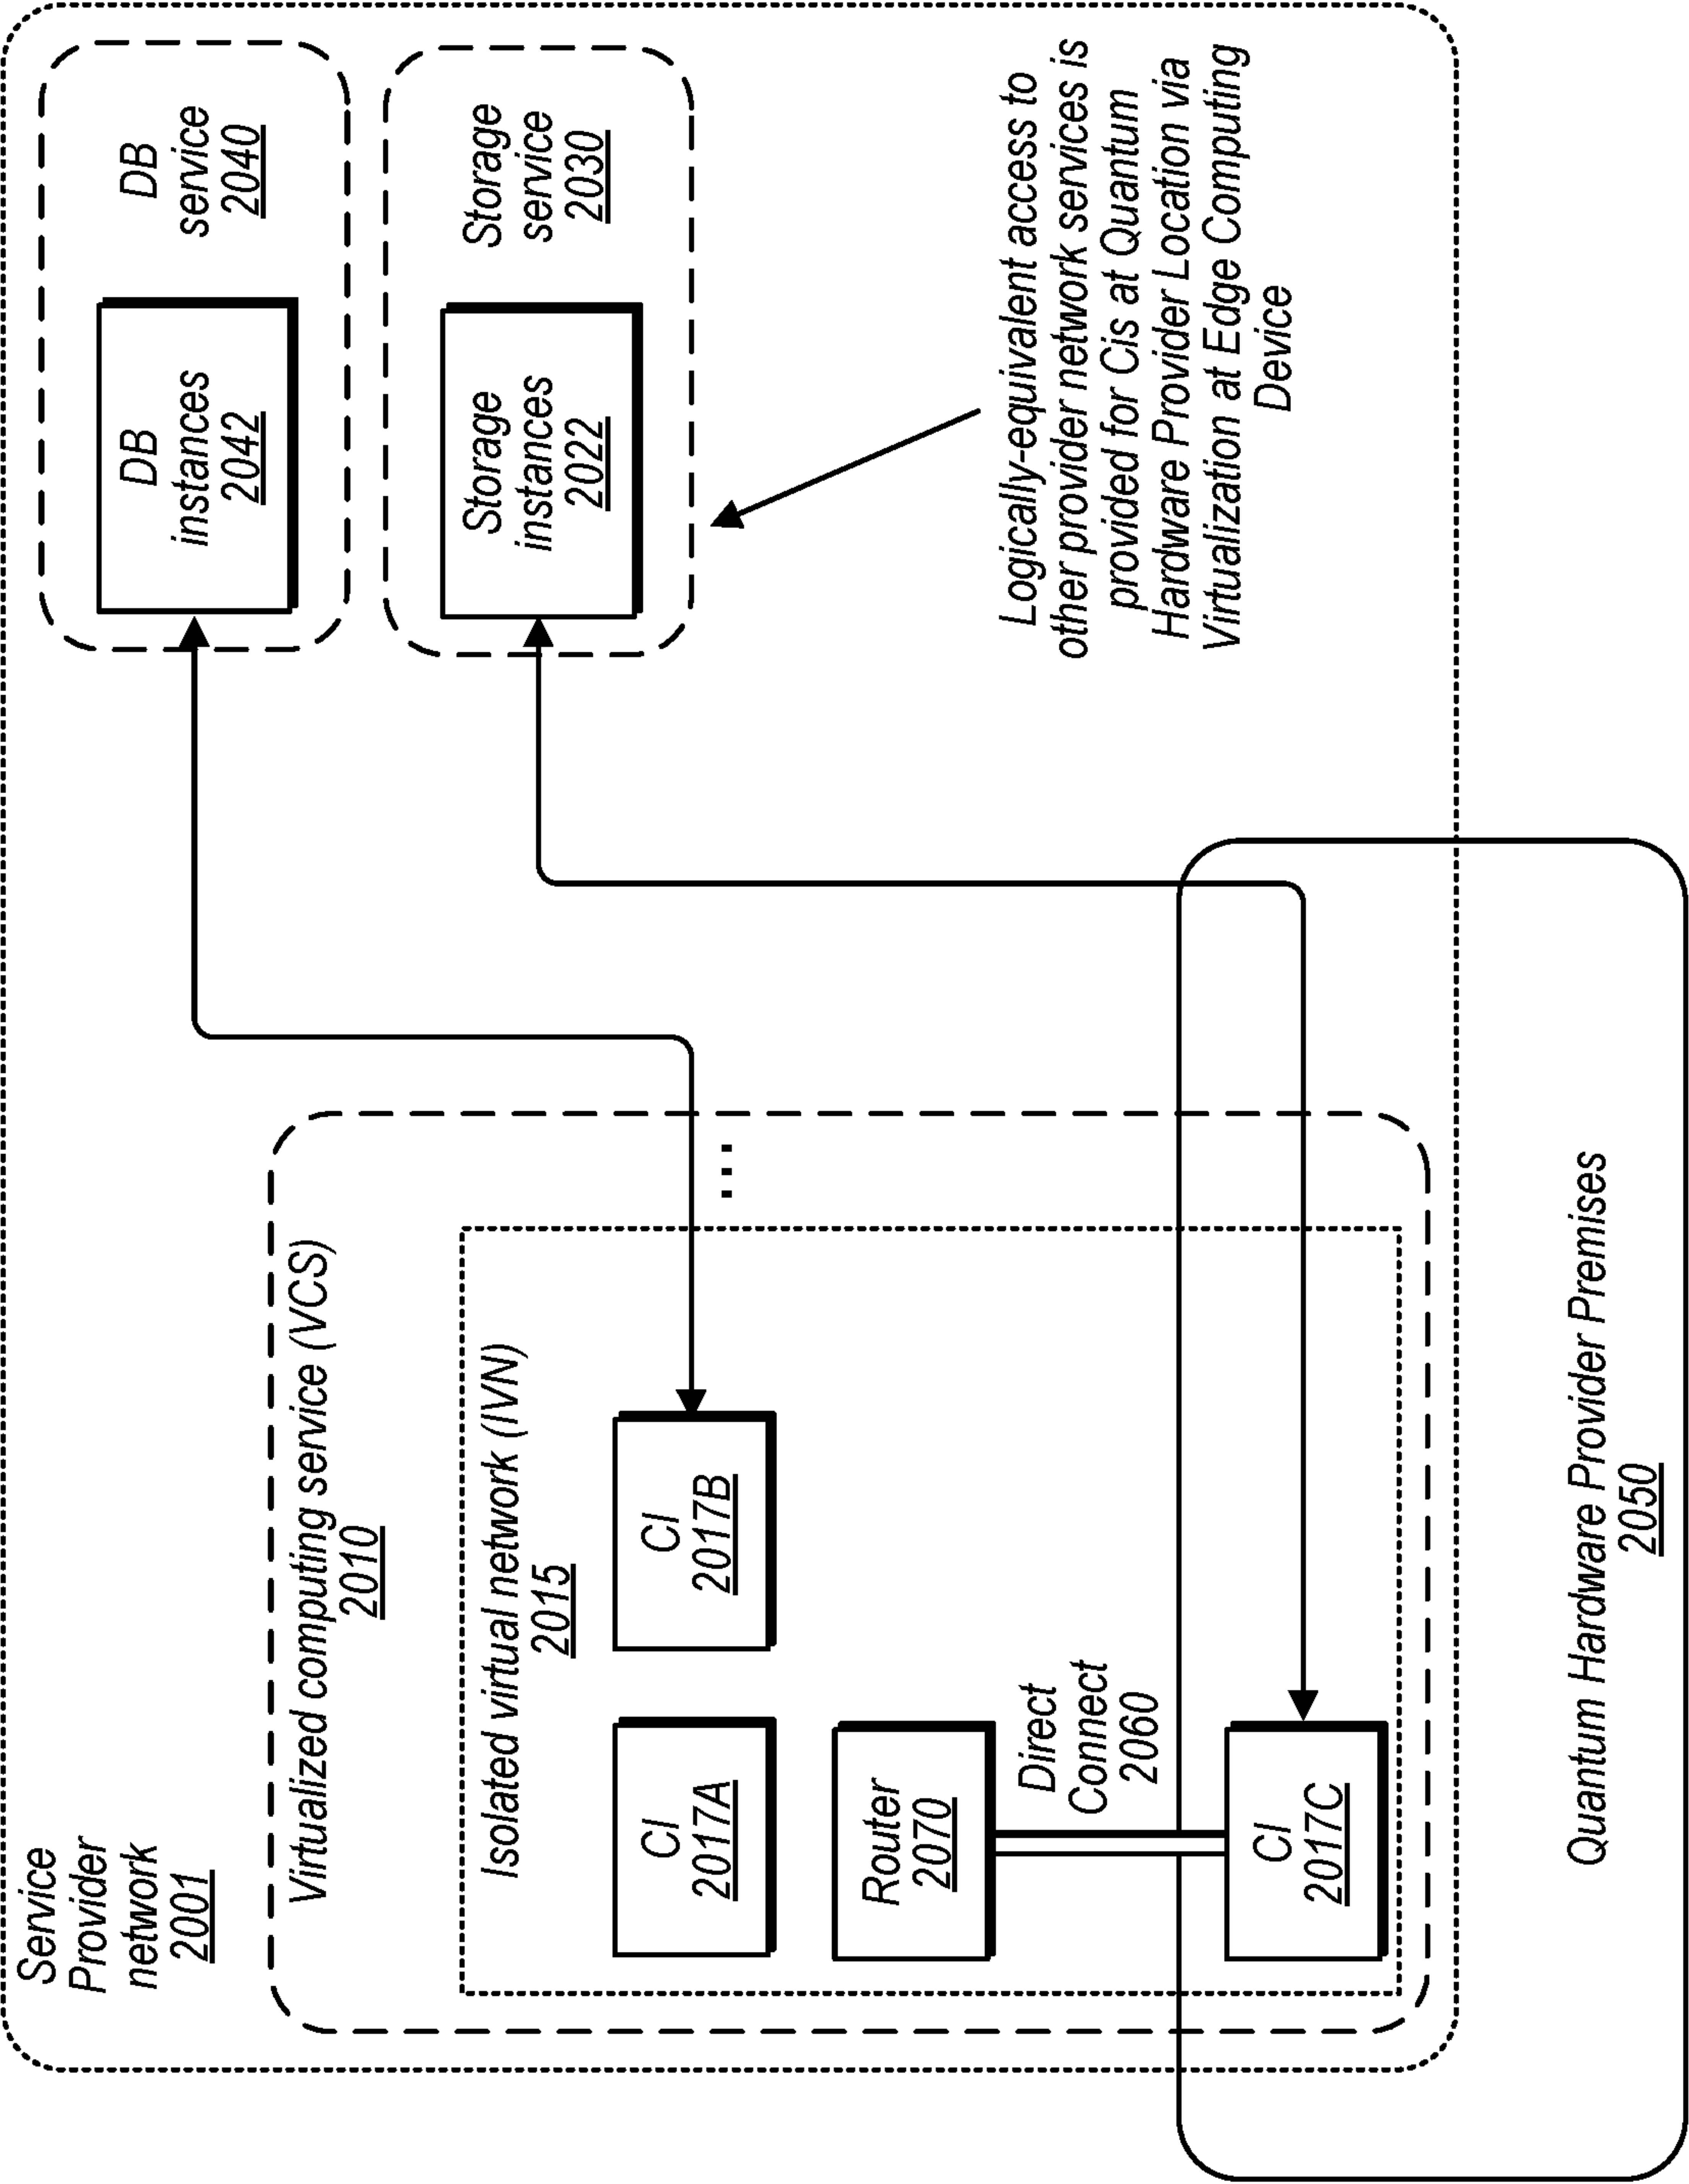 Service
Provider
network
2001
Virtualized computing service (VCS)
2010
Isolated virtual network (IVN)
2015
CI
2017A
CI
2017B
...
Router
2070
Direct
Connect
2060
CI
2017C
Quantum Hardware Provider Premises
2050
DB
instances
2042
DB
service
2040
Storage
instances
2022
Storage
service
2030
Logically-equivalent access to
other provider network services is
provided for Cis at Quantum
Hardware Provider Location via
Virtualization at Edge Computing
Device